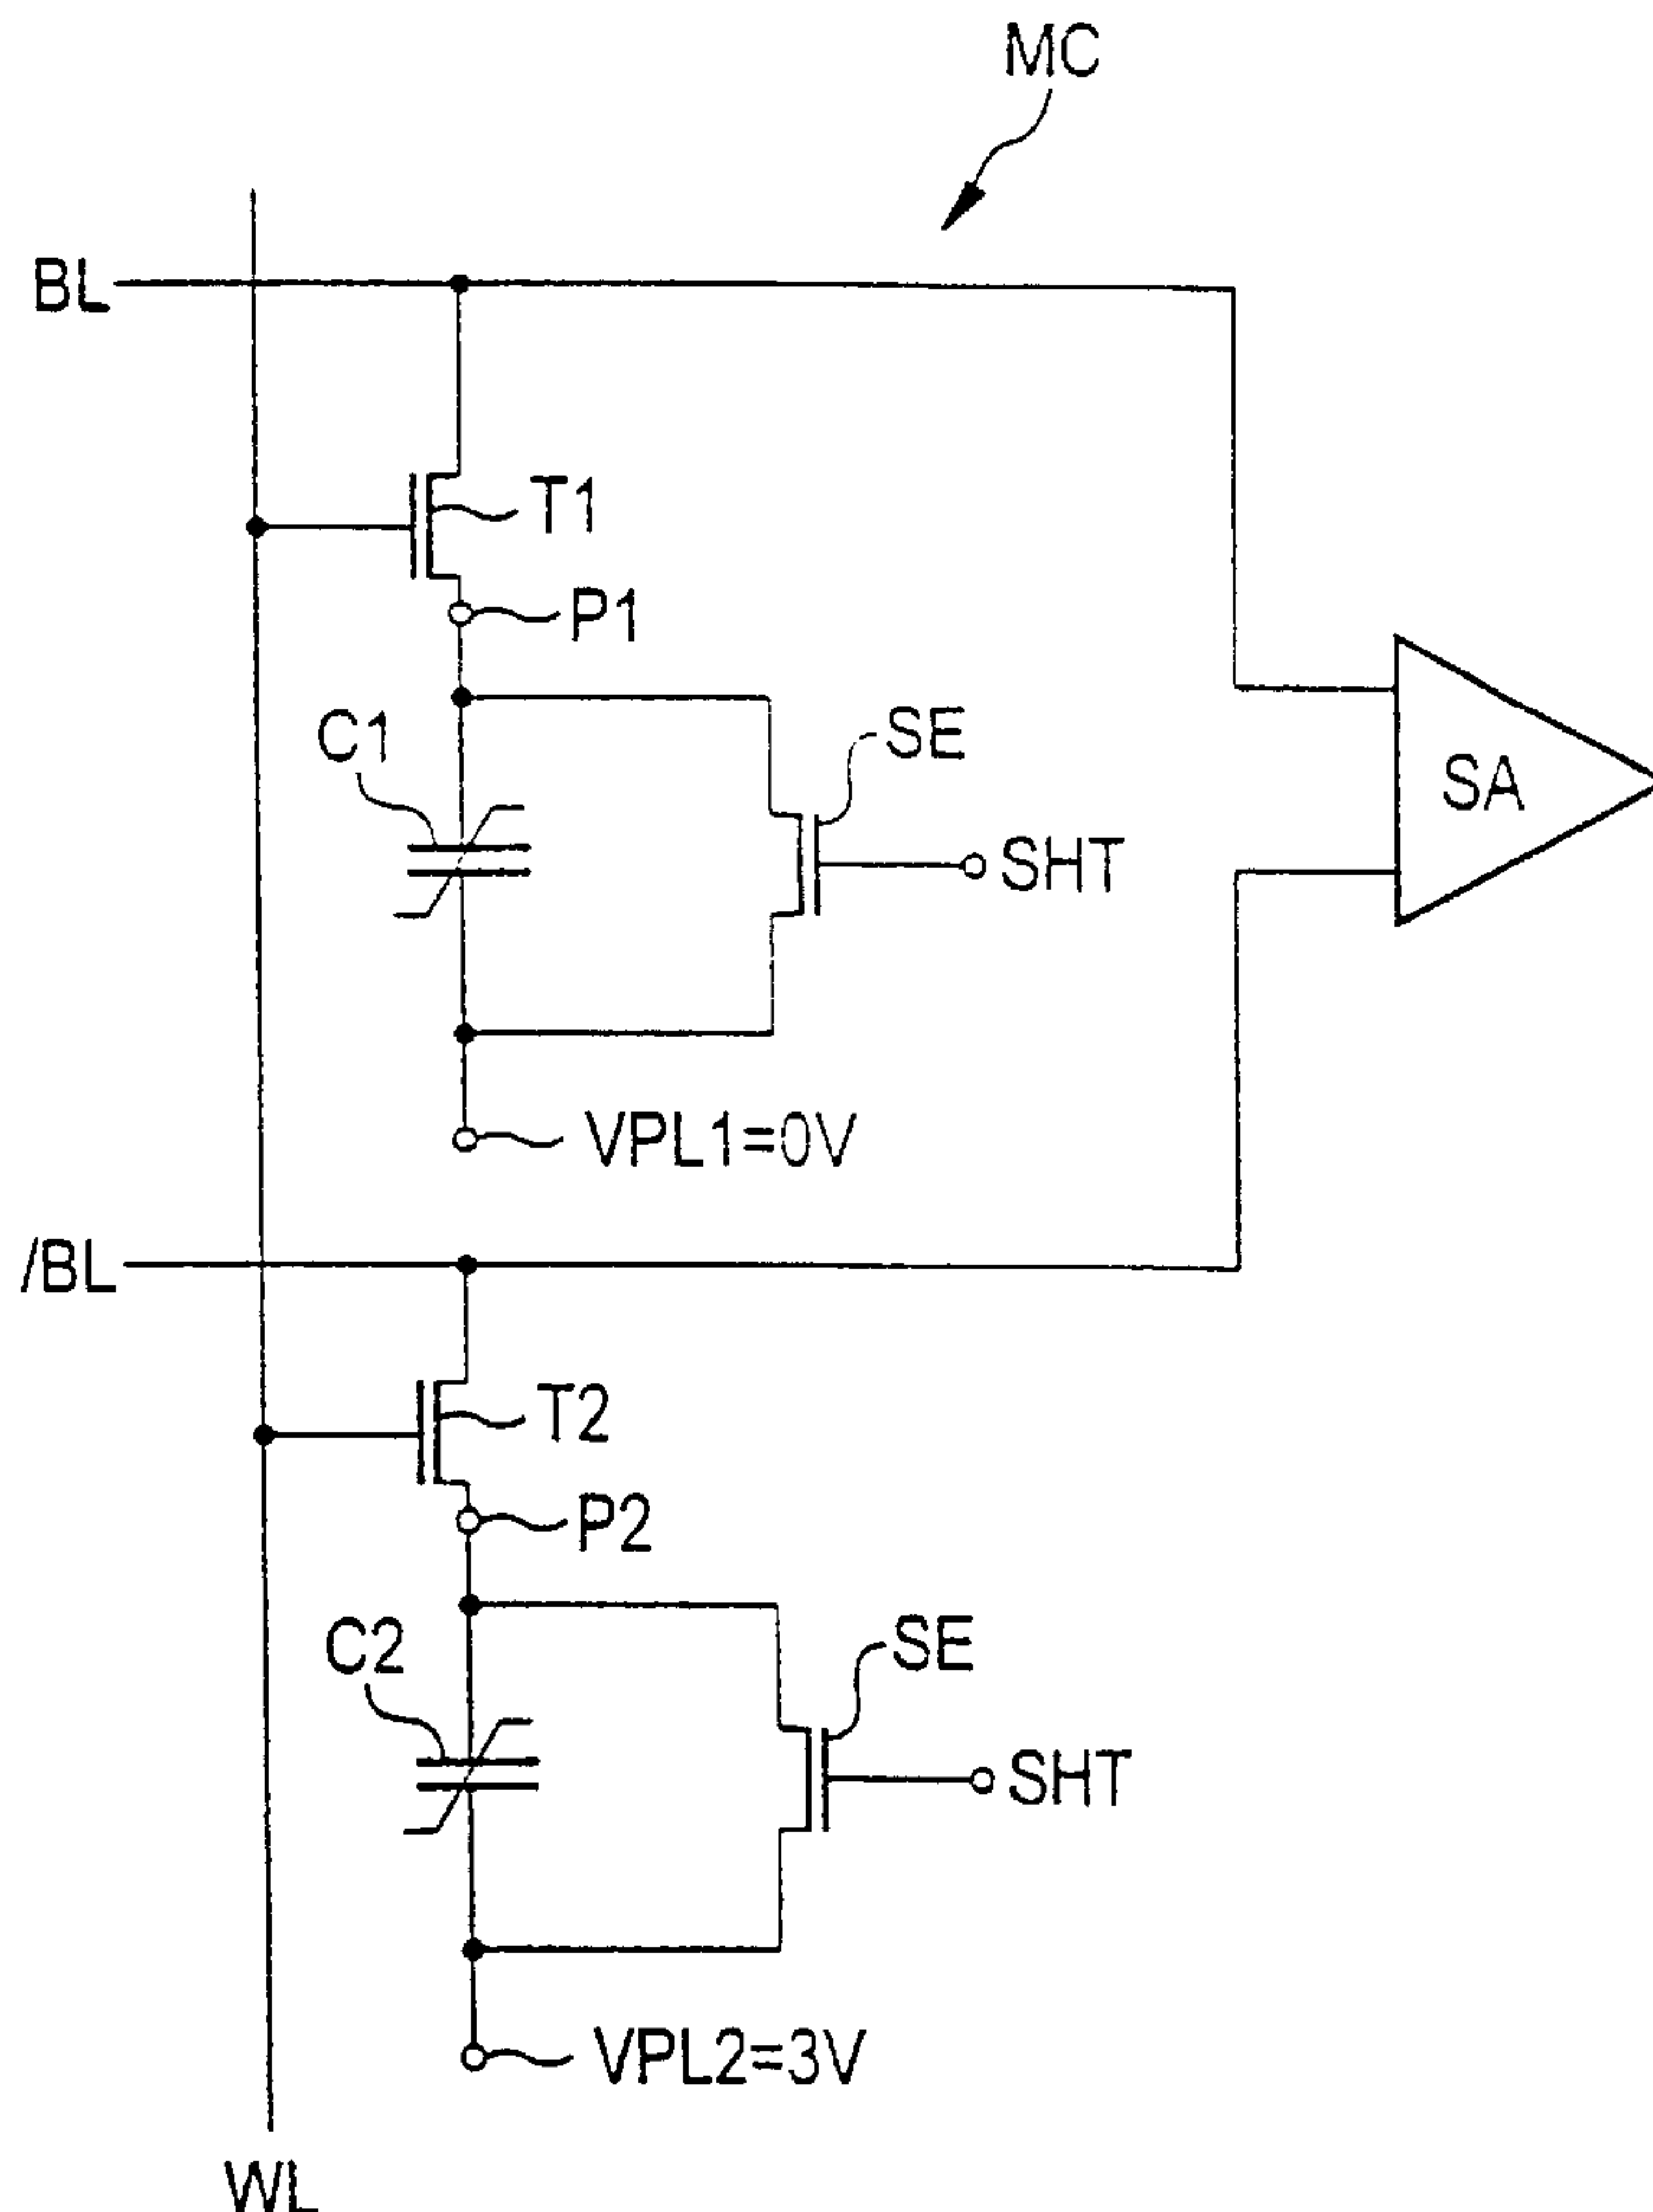 MC
BL
T1
P1
C1
SE
SHT
SA
VPL1=0V
/BL
T2
P2
C2
SE
SHT
VPL2=3V
WL